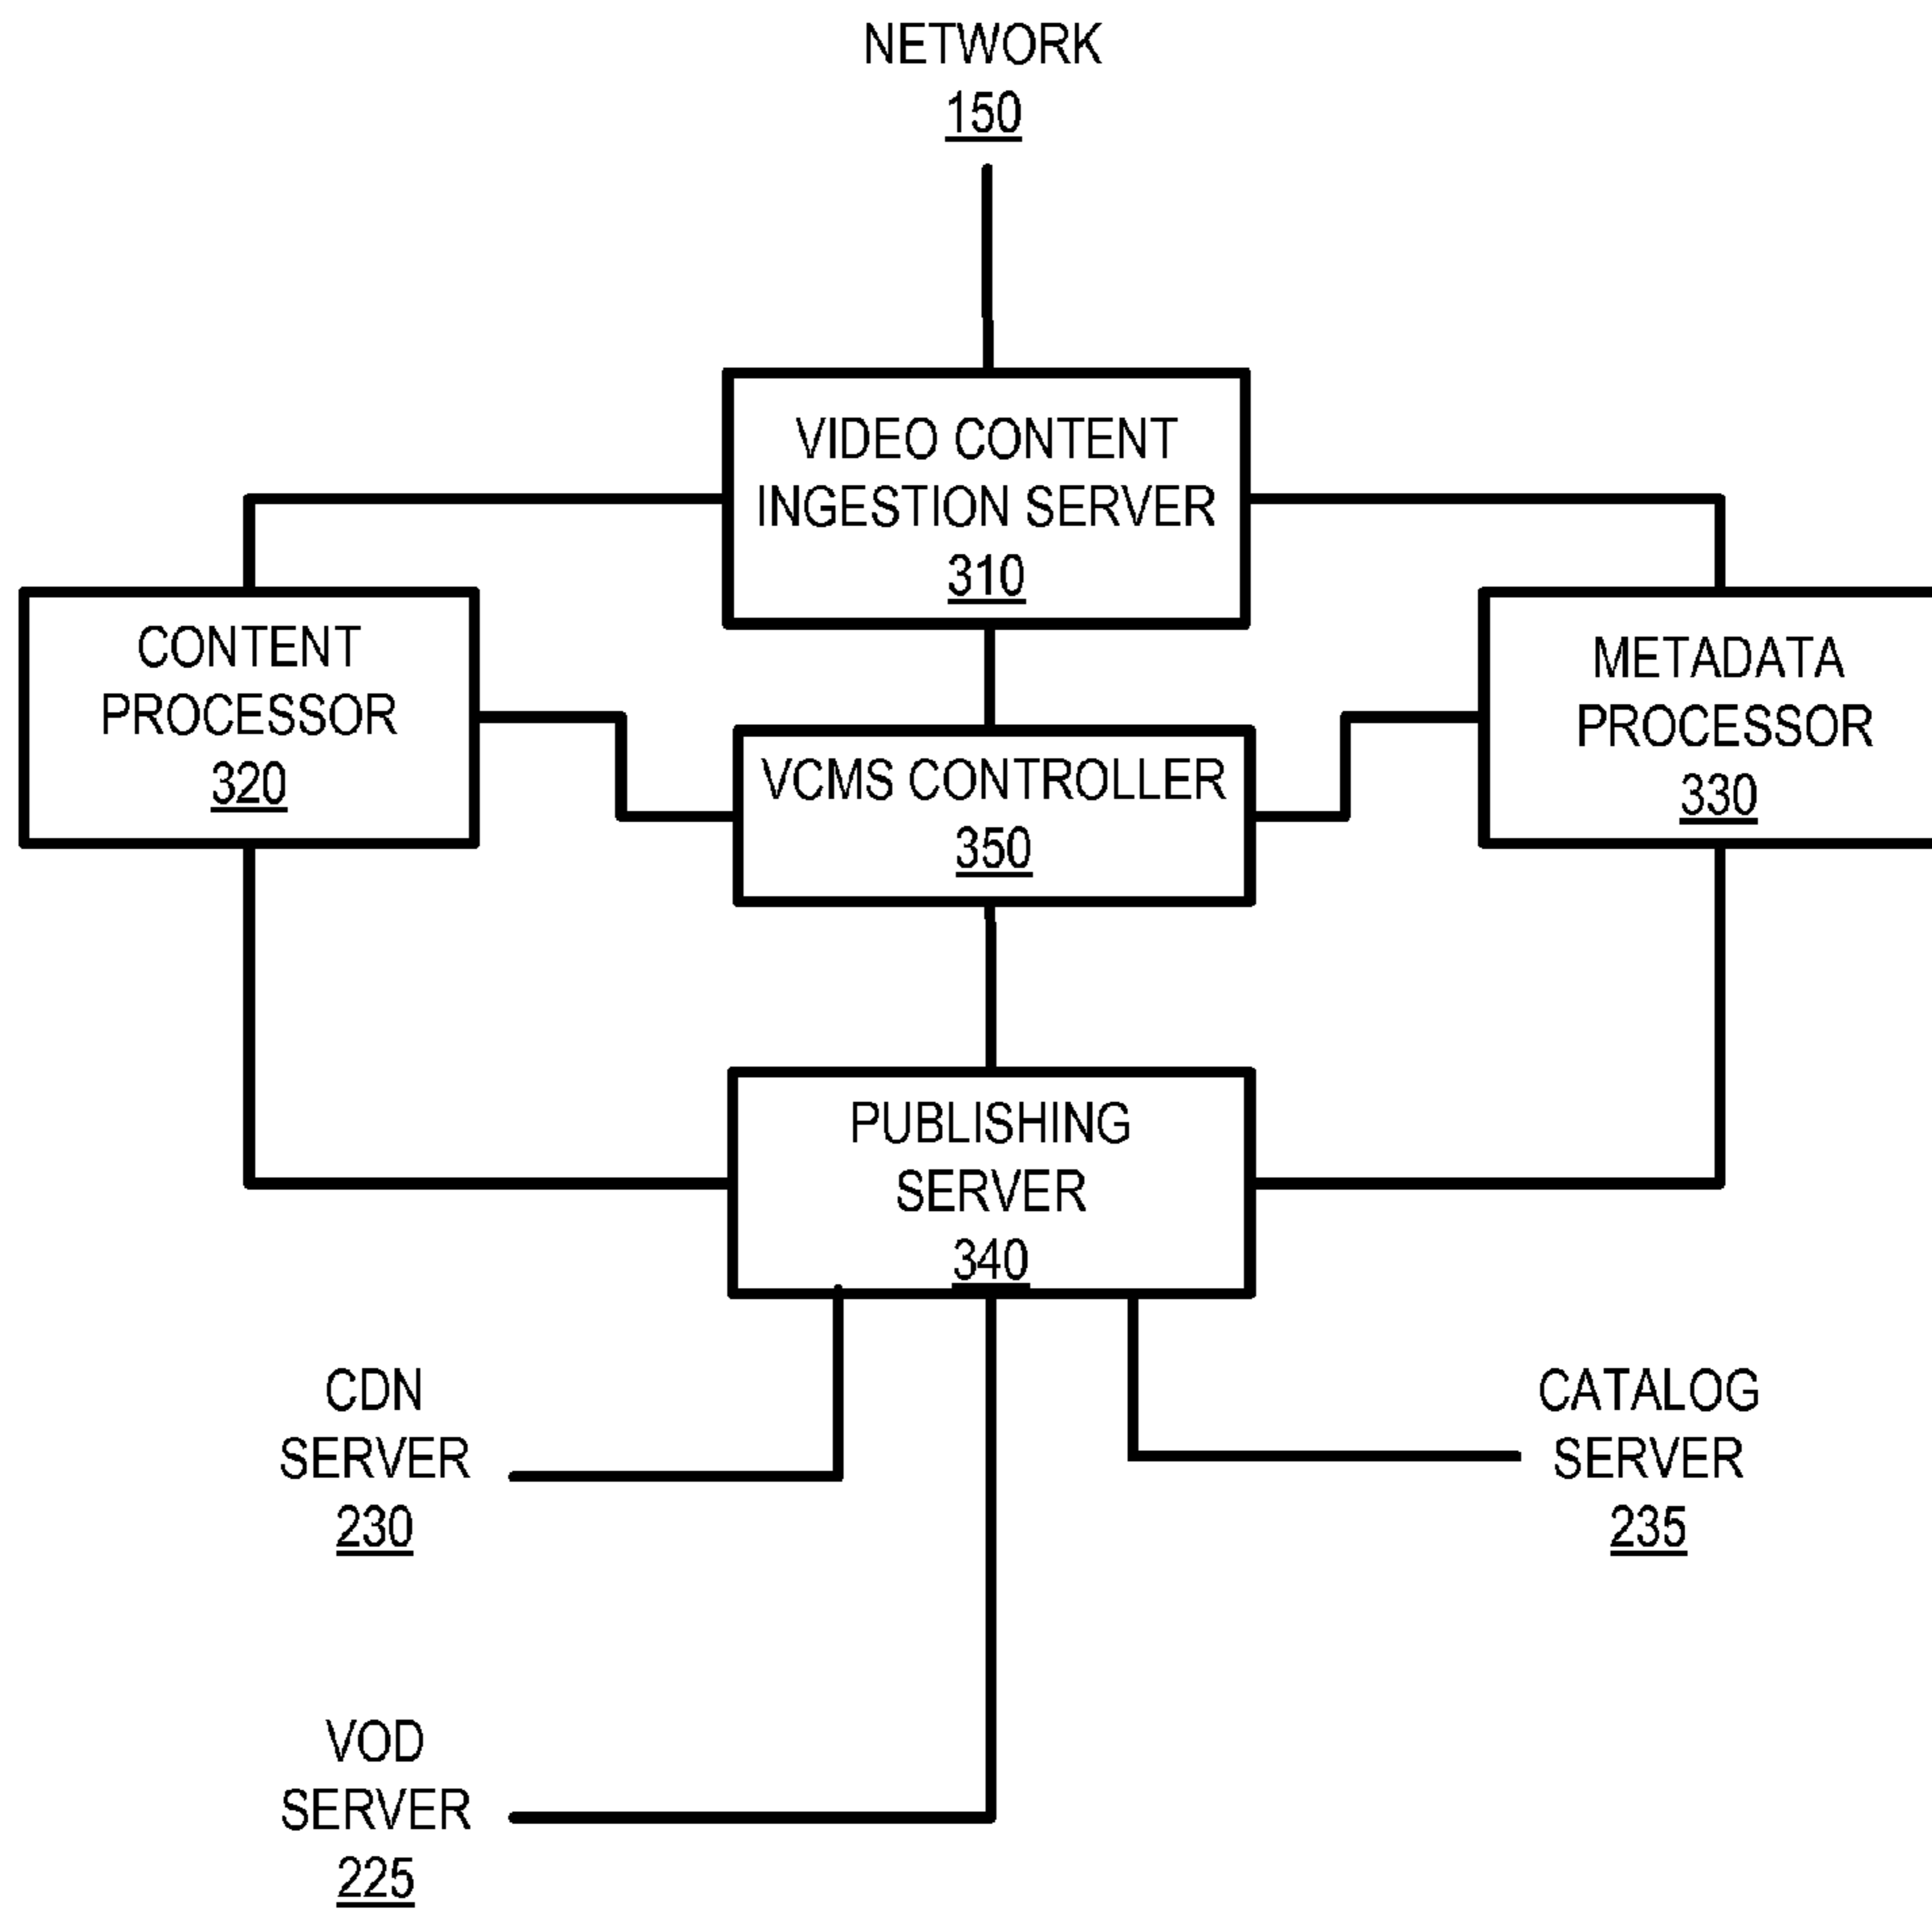 NETWORK
150
VIDEO CONTENT
INGESTION SERVER
310
CONTENT
PROCESSOR
320
METADATA
PROCESSOR
330
VCMS CONTROLLER
350
PUBLISHING
SERVER
340
CDN
SERVER
230
CATALOG
SERVER
235
VOD
SERVER
225